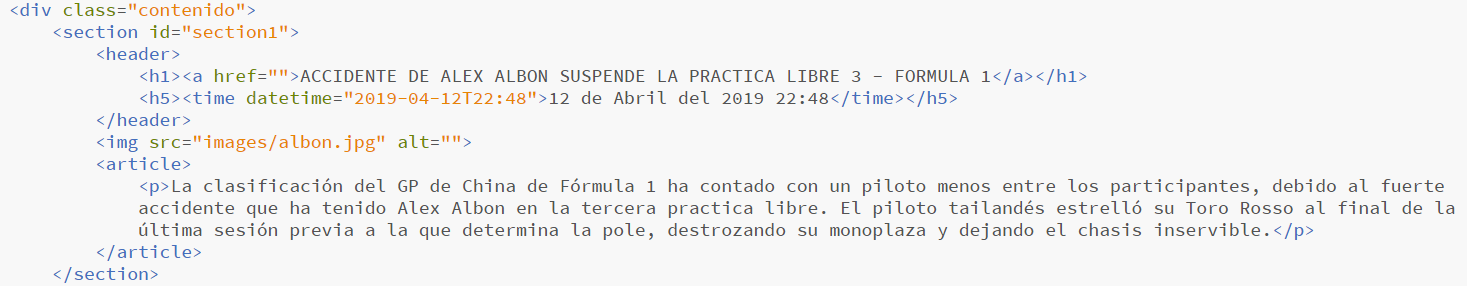 <div class="contenido">
    <section id="section1">
        <header>
            <h1><a href="">ACCIDENTE DE ALEX ALBON SUSPENDE LA PRACTICA LIBRE 3 - FORMULA 1</a></h1>
            <h5><time datetime="2019-04-12T22:48">12 de Abril del 2019 22:48</time></h5>
        </header>
        <img src="images/albon.jpg" alt="">
        <article>
            <p>La clasificación del GP de China de Fórmula 1 ha contado con un piloto menos entre los participantes, debido al fuerte
            accidente que ha tenido Alex Albon en la tercera practica libre. El piloto tailandés estrelló su Toro Rosso al final de la
            última sesión previa a la que determina la pole, destrozando su monoplaza y dejando el chasis inservible.</p>
        </article>
    </section>